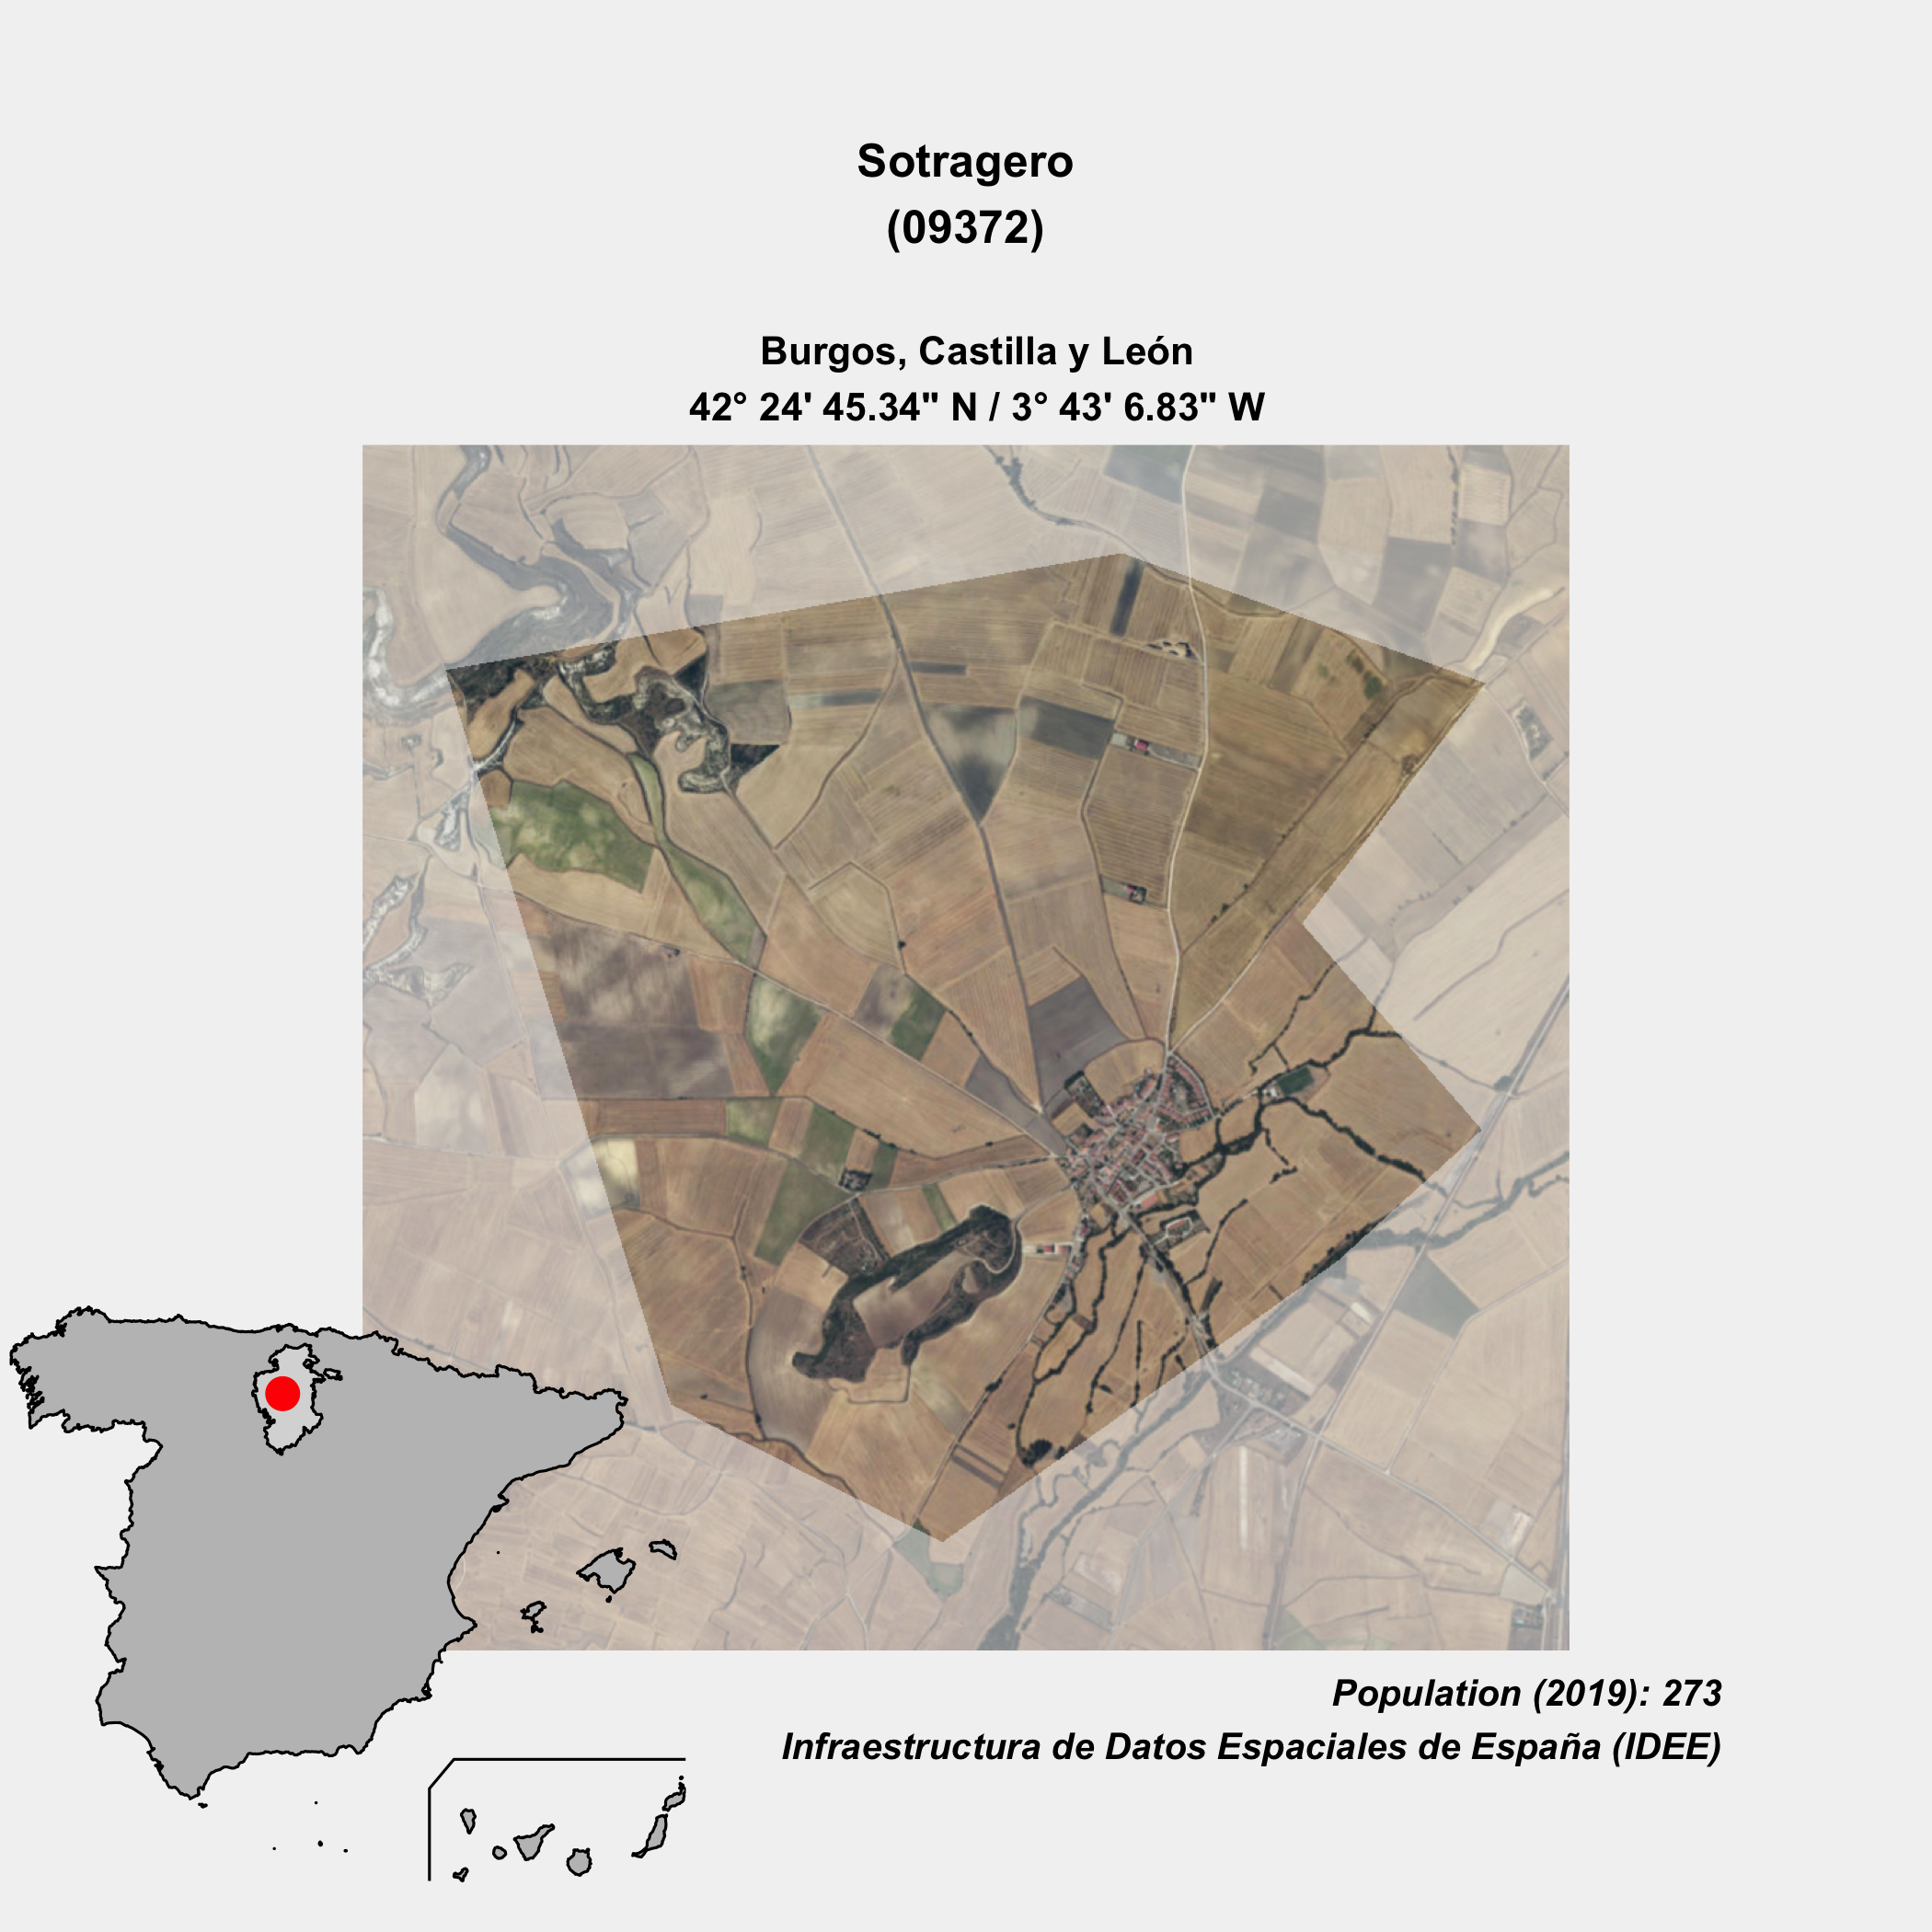 Sotragero
(09372)
Burgos, Castilla y León
42° 24' 45.34" N / 3° 43' 6.83" W
Population (2019): 273
Infraestructura de Datos Espaciales de España (IDEE)